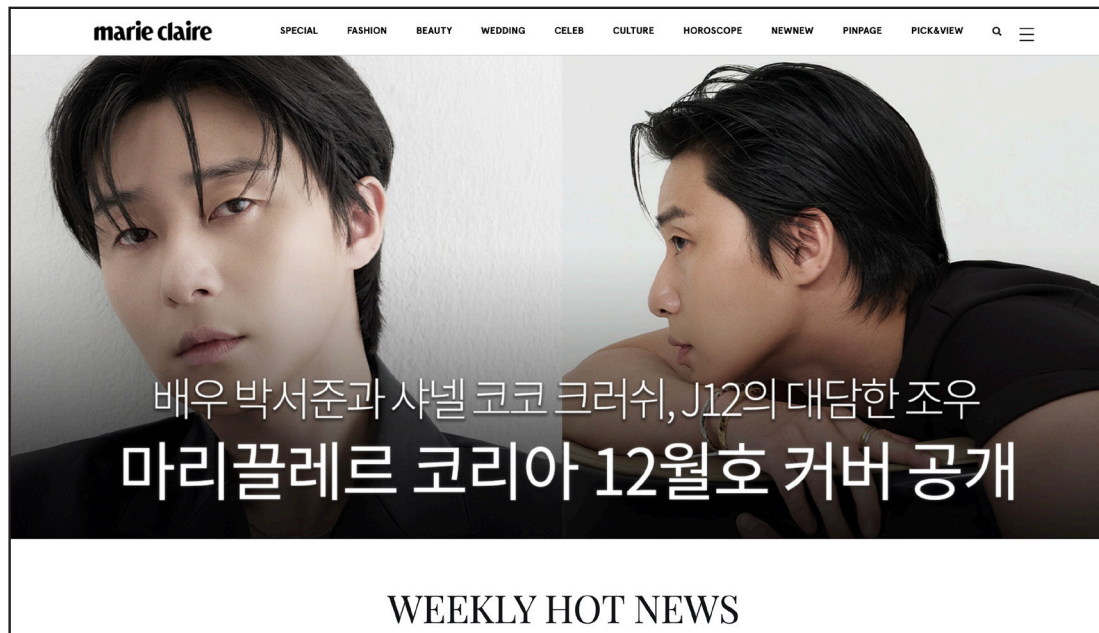 marie claire SPECIAL FASHION BEAUTY WEDDING CELEB CULTURE HOROSCOPE NEWNEW PINPAGE PICK&VIEW
배우 박서준과 샤넬 코코 크러쉬, J12의 대담한 조우
마리끌레르 코리아 12월호 커버 공개
WEEKLY HOT NEWS